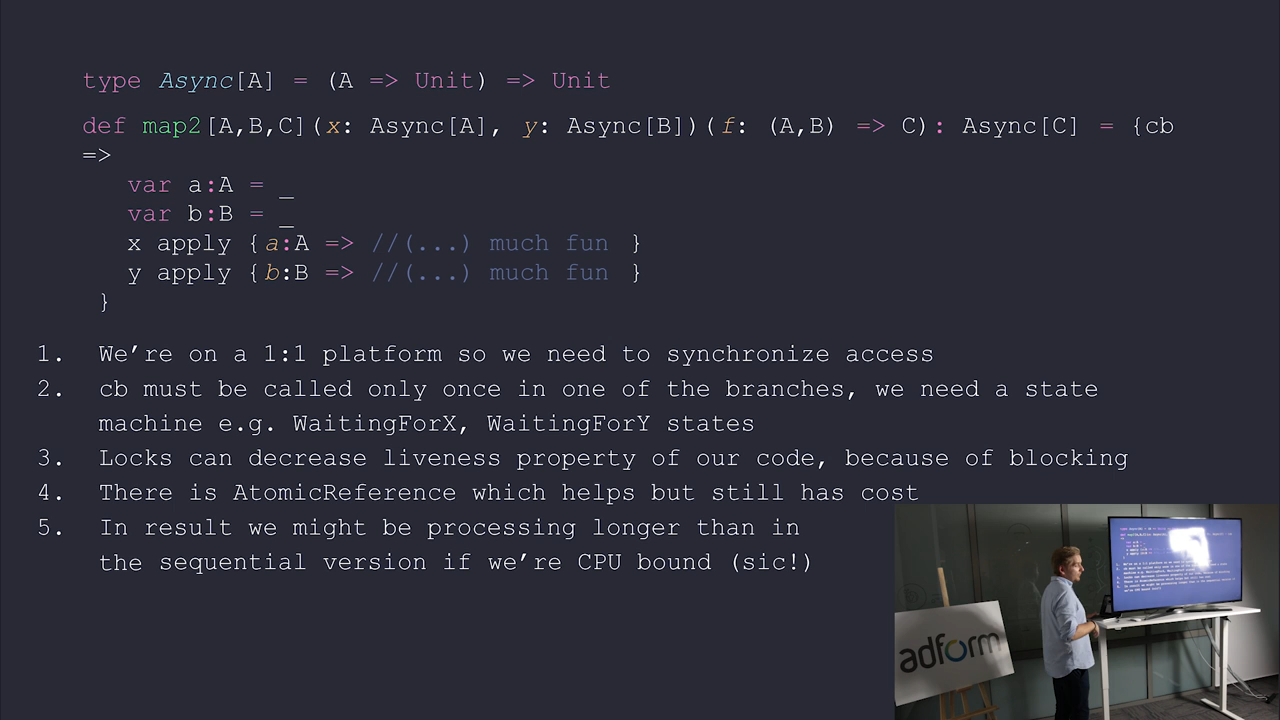 type Async[A] = (A => Unit) => Unit
def map2[A,B,C](x: Async[A], y: Async[B])(f: (A,B) => C): Async[C] = {cb
=>
var a:A = _
var b:B = _
x apply {a:A => //(...) much fun }
y apply {b:B => //(...) much fun }
}
1. We're on a 1:1 platform so we need to synchronize access
2. cb must be called only once in one of the branches, we need a state
machine e.g. WaitingForX, WaitingForY states
3. Locks can decrease liveness property of our code, because of blocking
4. There is AtomicReference which helps but still has cost
5. In result we might be processing longer than in
the sequential version if we're CPU bound (sic!)
adform